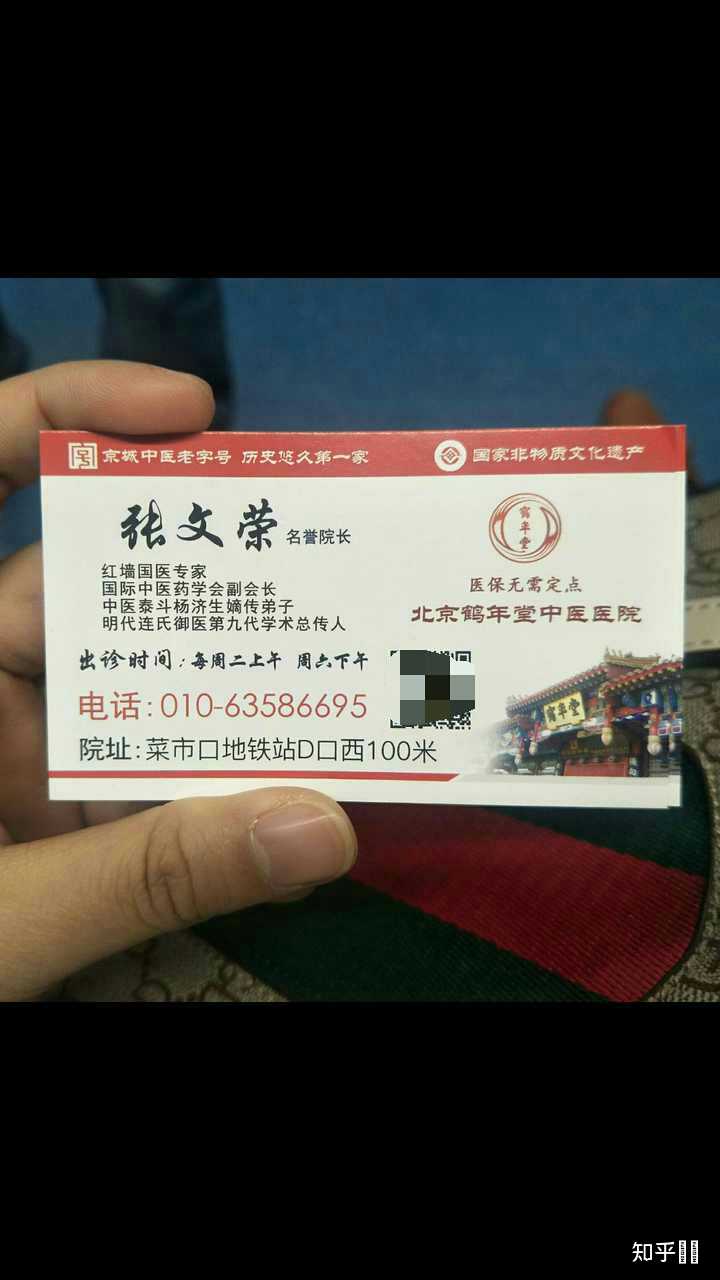 京城中医老字号 历史悠久第一家
国家非物质文化遗产
张文荣 名誉院长
红墙国医专家
国际中医药学会副会长
中医泰斗杨济生嫡传弟子
明代连氏御医第九代学术总传人
鹤年堂
医保无需定点
北京鹤年堂中医医院
出诊时间:每周二上午 周六下午
电话:010-63586695
院址:菜市口地铁站D口西100米
鹤年堂
知乎